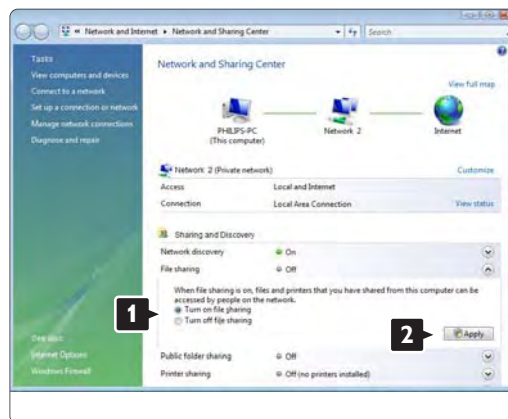 Network and Internet ▸ Network and Sharing Center
Search
Tasks
View computers and devices
Connect to a network
Set up a connection or network
Manage network connections
Diagnose and repair
See also
Internet Options
Windows Firewall
Network and Sharing Center
View full map
PHILIPS-PC
(This computer)
Network 2
Internet
Network 2 (Private network)
Customize
Access Local and Internet
Connection Local Area Connection View status
Sharing and Discovery
Network discovery On
File sharing Off
When file sharing is on, files and printers that you have shared from this computer can be
accessed by people on the network.
1
Turn on file sharing
Turn off file sharing
2
Apply
Public folder sharing Off
Printer sharing Off (no printers installed)